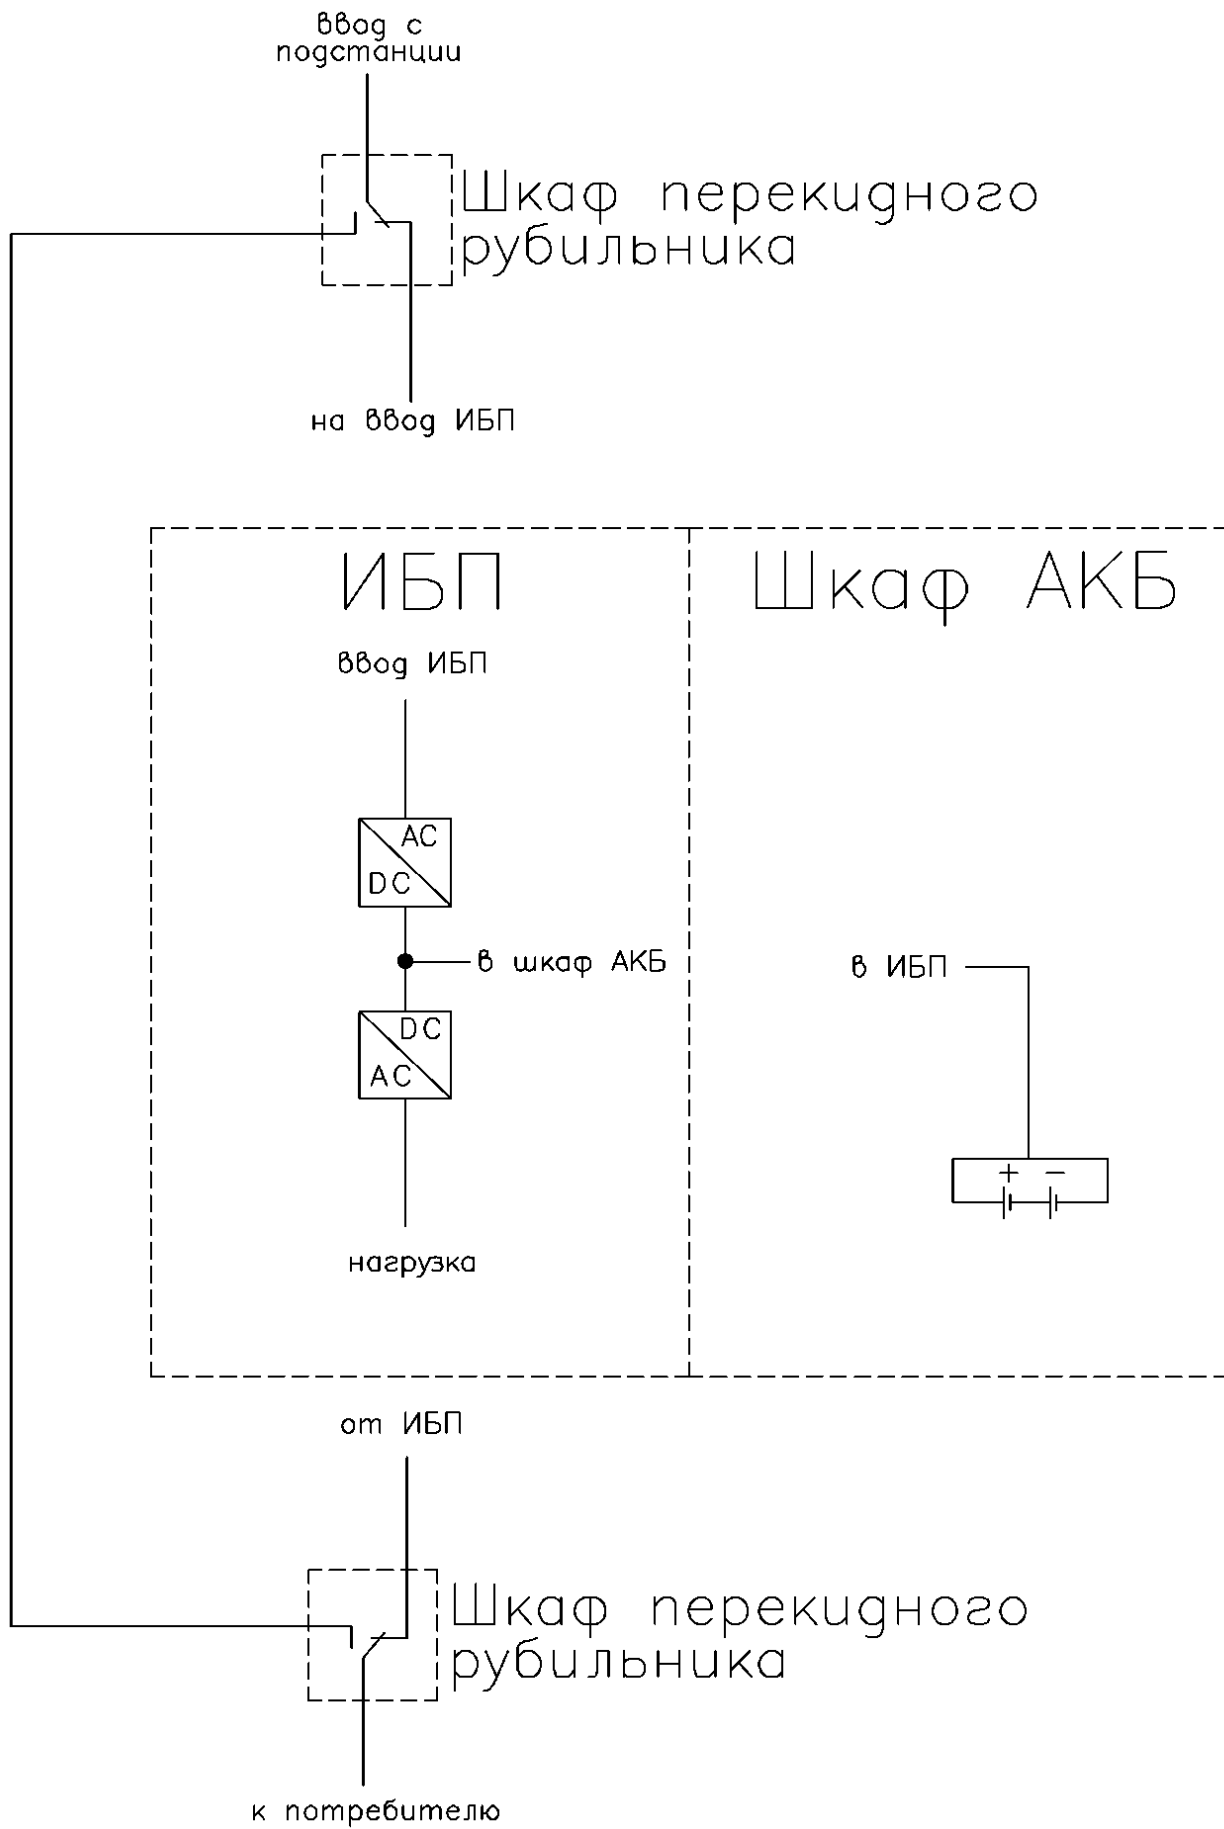 ввод с
подстанции
Шкаф перекидного
рубильника
на ввод ИБП
ИБП
Шкаф АКБ
ввод ИБП
AC
DC
в шкаф АКБ
в ИБП
DC
AC
+ −
нагрузка
от ИБП
Шкаф перекидного
рубильника
к потребителю